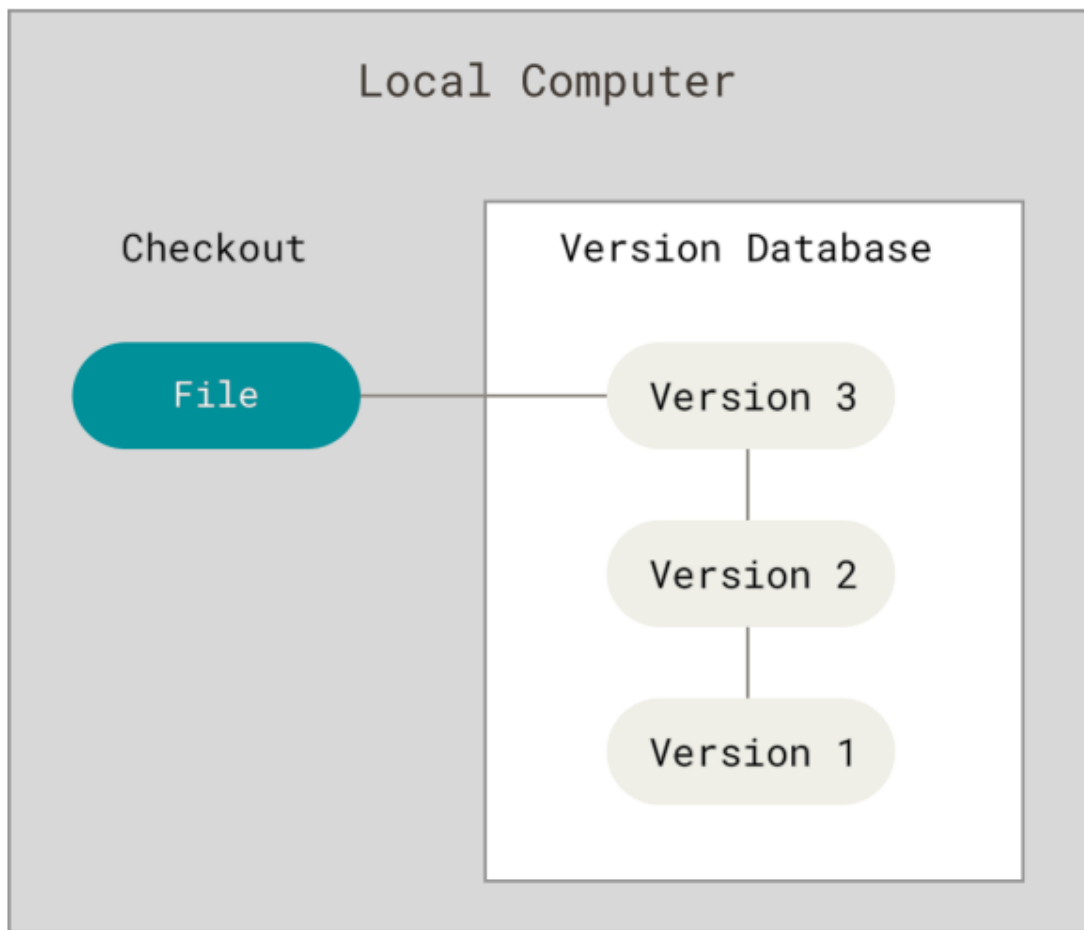 Local Computer
Checkout
Version Database
File
Version 3
Version 2
Version 1